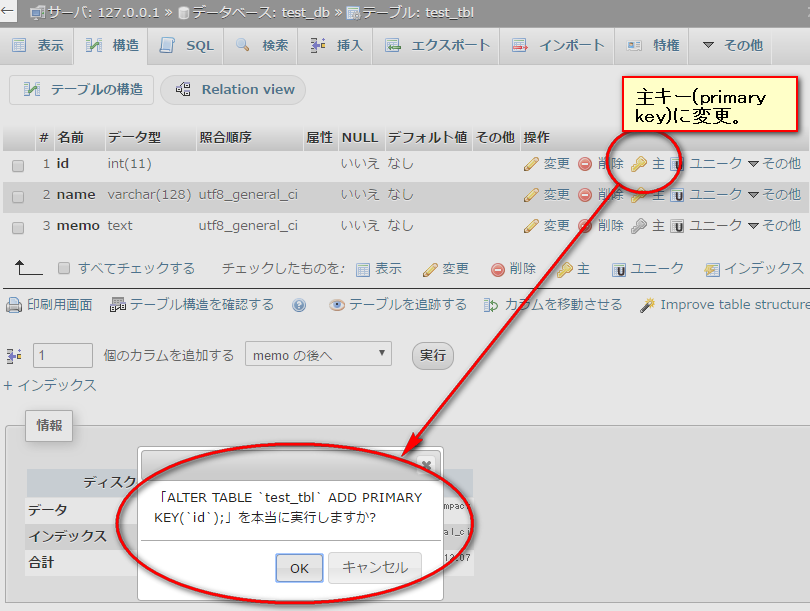 サーバ: 127.0.0.1 » データベース: test_db » テーブル: test_tbl
表示 構造 SQL 検索 挿入 エクスポート インポート 特権 その他
テーブルの構造 Relation view
主キー(primary
key)に変更。
# 名前 データ型 照合順序 属性 NULL デフォルト値 その他 操作
1 id int(11) いいえ なし 変更 削除 主 ユニーク その他
2 name varchar(128) utf8_general_ci いいえ なし 変更 削除 主 ユニーク その他
3 memo text utf8_general_ci いいえ なし 変更 削除 主 ユニーク その他
すべてチェックする チェックしたものを: 表示 変更 削除 主 ユニーク インデックス
印刷用画面 テーブル構造を確認する テーブルを追跡する カラムを移動させる Improve table structure
1 個のカラムを追加する memo の後へ 実行
+ インデックス
情報
ディスク
データ
インデックス
合計
「ALTER TABLE `test_tbl` ADD PRIMARY
KEY(`id`);」を本当に実行しますか?
OK キャンセル